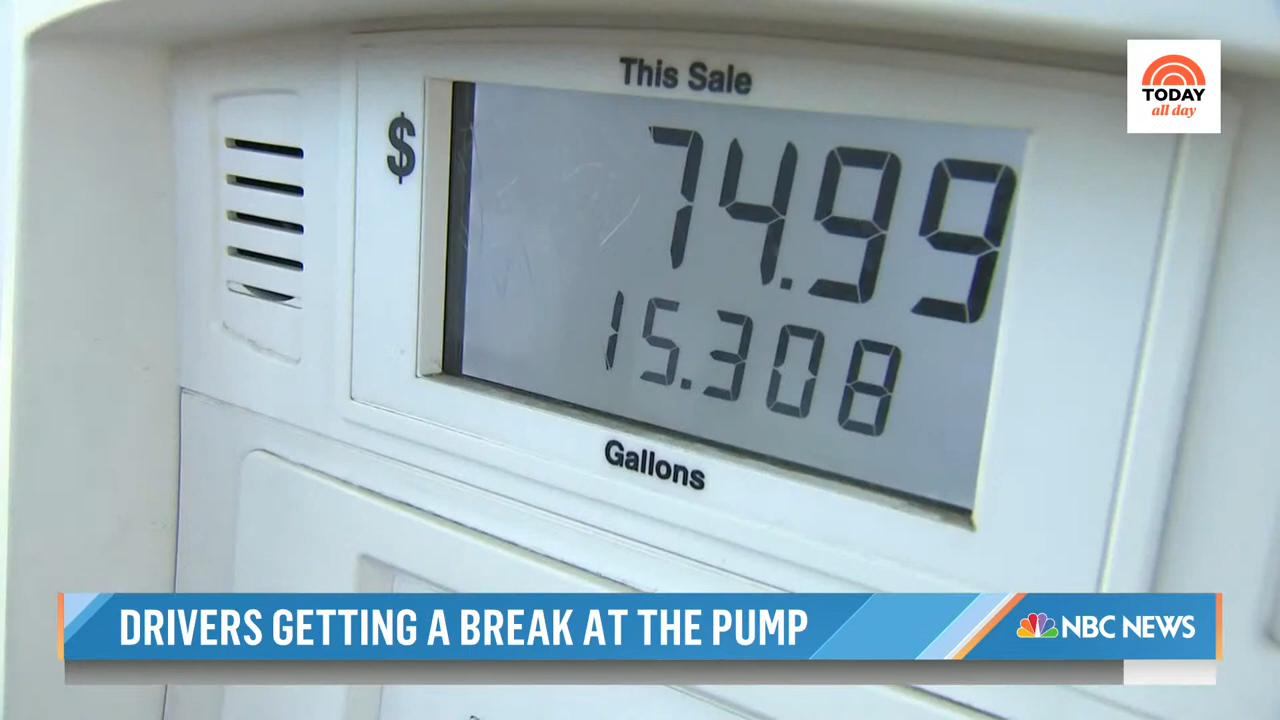 This Sale
TODAY
all day
$
74.99
15.308
Gallons
DRIVERS GETTING A BREAK AT THE PUMP
NBC NEWS